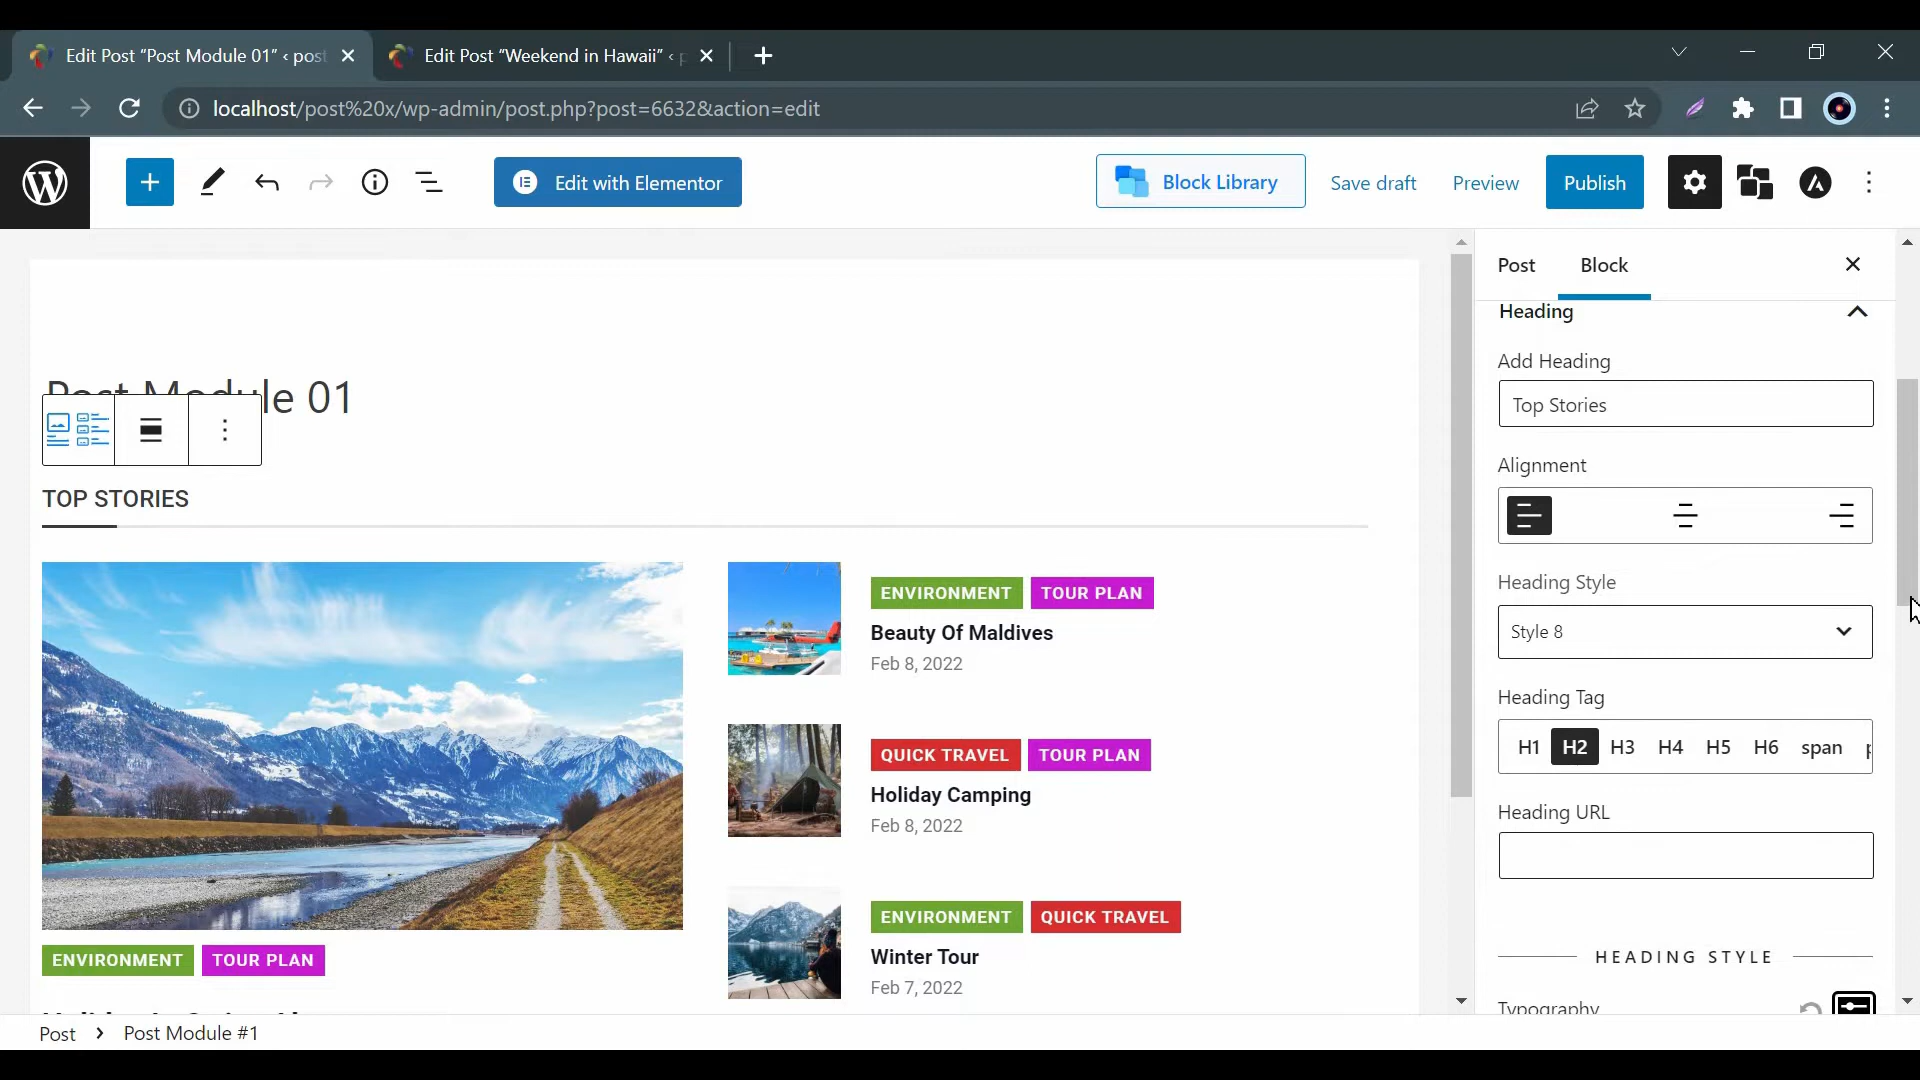 Edit Post “Post Module 01” ‹ post
Edit Post “Weekend in Hawaii” ‹ p
localhost/post%20x/wp-admin/post.php?post=6632&action=edit
Edit with Elementor
Block Library
Save draft
Preview
Publish
Post Module 01
TOP STORIES
ENVIRONMENT TOUR PLAN
ENVIRONMENT TOUR PLAN
Beauty Of Maldives
Feb 8, 2022
QUICK TRAVEL TOUR PLAN
Holiday Camping
Feb 8, 2022
ENVIRONMENT QUICK TRAVEL
Winter Tour
Feb 7, 2022
Post Block
Heading
Add Heading
Top Stories
Alignment
Heading Style
Style 8
Heading Tag
H1 H2 H3 H4 H5 H6 span
Heading URL
HEADING STYLE
Typography
Post › Post Module #1